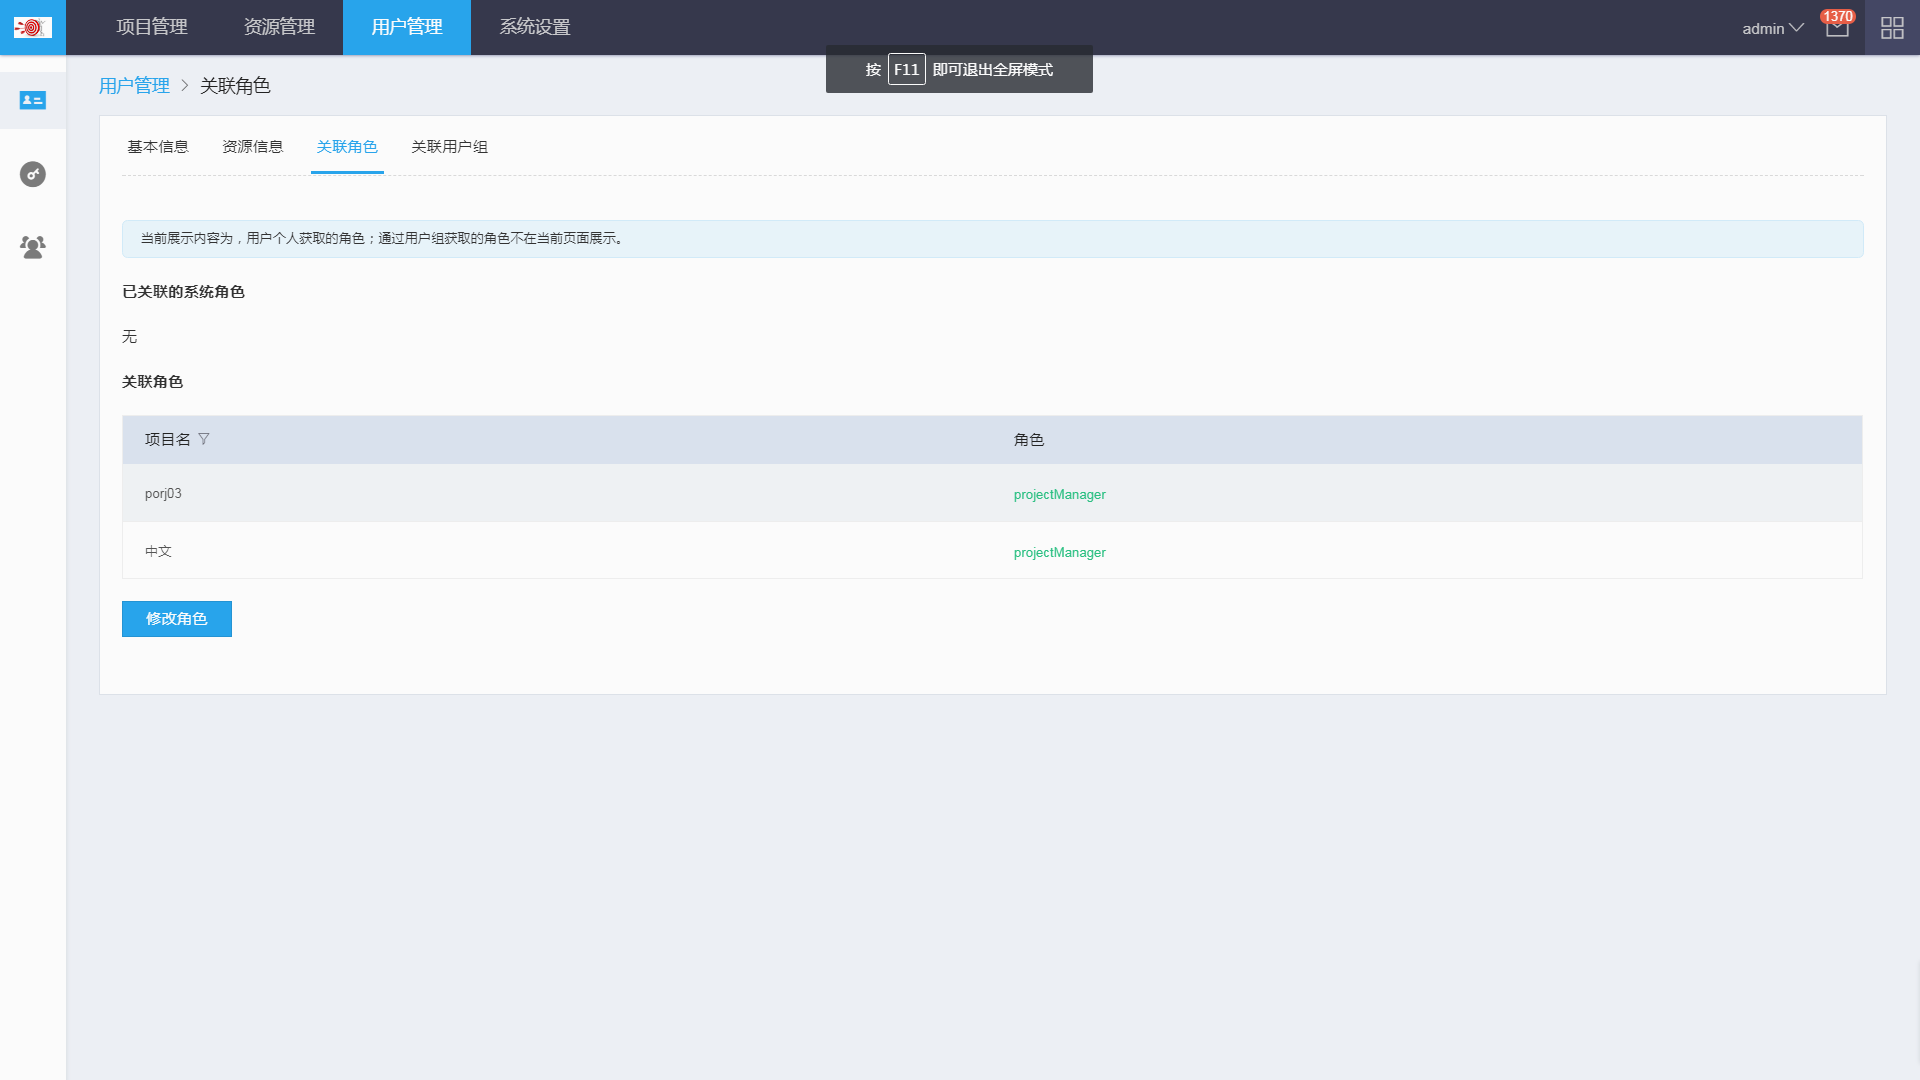 项目管理 资源管理 用户管理 系统设置 admin 1370
按 F11 即可退出全屏模式
用户管理 > 关联角色
基本信息 资源信息 关联角色 关联用户组
当前展示内容为，用户个人获取的角色；通过用户组获取的角色不在当前页面展示。
已关联的系统角色
无
关联角色
项目名 角色
porj03 projectManager
中文 projectManager
修改角色